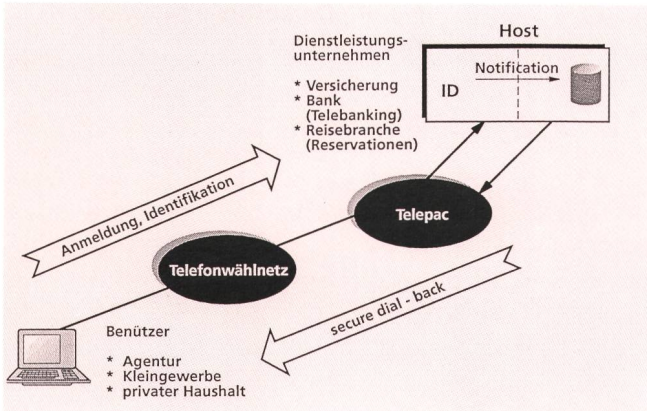 Host
Dienstleistungs-
unternehmen
* Versicherung
* Bank
(Telebanking)
* Reisebranche
(Reservationen)
Notification
ID
Anmeldung, Identifikation
Telepac
Telefonwählnetz
secure dial - back
Benützer
* Agentur
* Kleingewerbe
* privater Haushalt